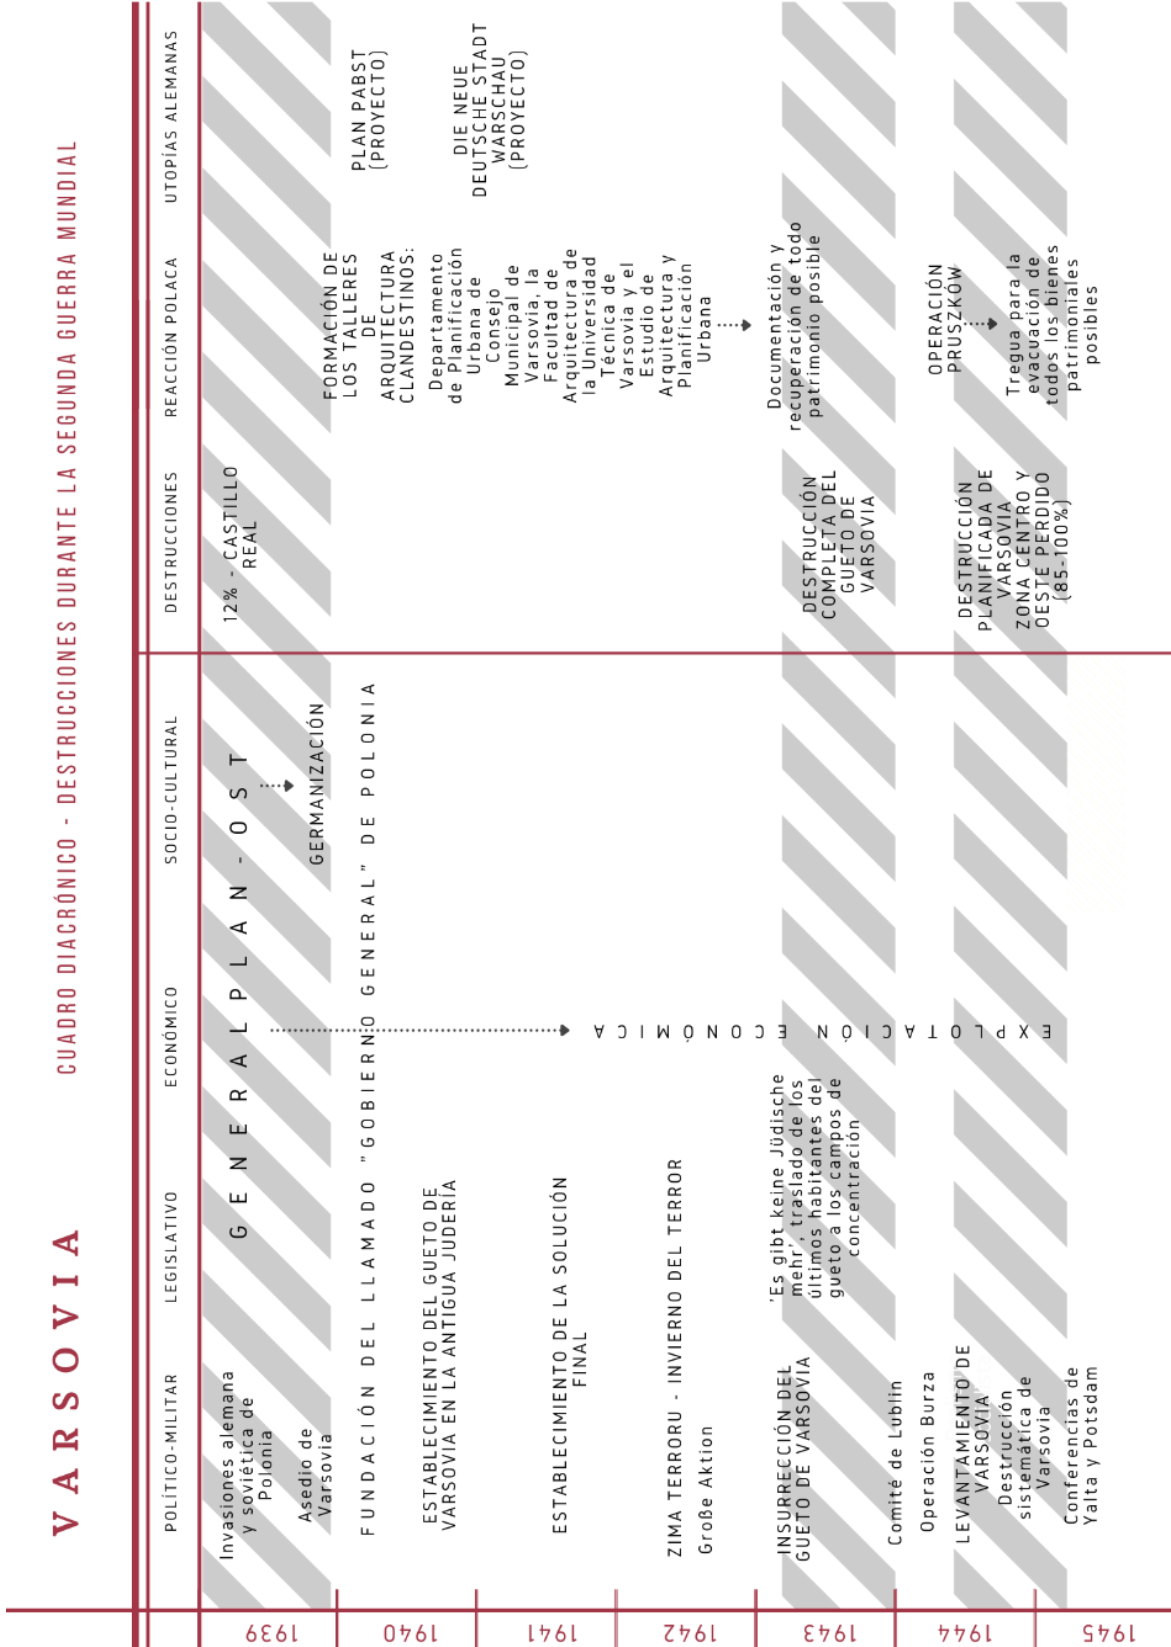 VARSOVIA
CUADRO DIACRÓNICO - DESTRUCCIONES DURANTE LA SEGUNDA GUERRA MUNDIAL
POLÍTICO-MILITAR
LEGISLATIVO
ECONÓMICO
SOCIO-CULTURAL
DESTRUCCIONES
REACCIÓN POLACA
UTOPÍAS ALEMANAS
1939
Invasiones alemana
y soviética de
Polonia
Asedio de
Varsovia
GENERALPLAN-OST
GERMANIZACIÓN
12% - CASTILLO
REAL
1940
FUNDACIÓN DEL LLAMADO "GOBIERNO GENERAL" DE POLONIA
ESTABLECIMIENTO DEL GUETO DE
VARSOVIA EN LA ANTIGUA JUDERÍA
FORMACIÓN DE
LOS TALLERES
DE
ARQUITECTURA
CLANDESTINOS:
Departamento
de Planificación
Urbana de
Consejo
Municipal de
Varsovia, la
Facultad de
Arquitectura de
la Universidad
Técnica de
Varsovia y el
Estudio de
Arquitectura y
Planificación
Urbana
PLAN PABST
(PROYECTO)
DIE NEUE
DEUTSCHE STADT
WARSCHAU
(PROYECTO)
1941
ESTABLECIMIENTO DE LA SOLUCIÓN
FINAL
1942
ZIMA TERRORU - INVIERNO DEL TERROR
Große Aktion
EXPLOTACIÓN ECONÓMICA
1943
INSURRECCIÓN DEL
GUETO DE VARSOVIA
'Es gibt keine Jüdische
mehr', traslado de los
últimos habitantes del
gueto a los campos de
concentración
DESTRUCCIÓN
COMPLETA DEL
GUETO DE
VARSOVIA
Documentación y
recuperación de todo
patrimonio posible
1944
Comité de Lublin
Operación Burza
LEVANTAMIENTO DE
VARSOVIA
Destrucción
sistemática de
Varsovia
DESTRUCCIÓN
PLANIFICADA DE
VARSOVIA
ZONA CENTRO Y
OESTE PERDIDO
(85-100%)
OPERACIÓN
PRUSZKÓW
Tregua para la
evacuación de
todos los bienes
patrimoniales
posibles
1945
Conferencias de
Yalta y Potsdam